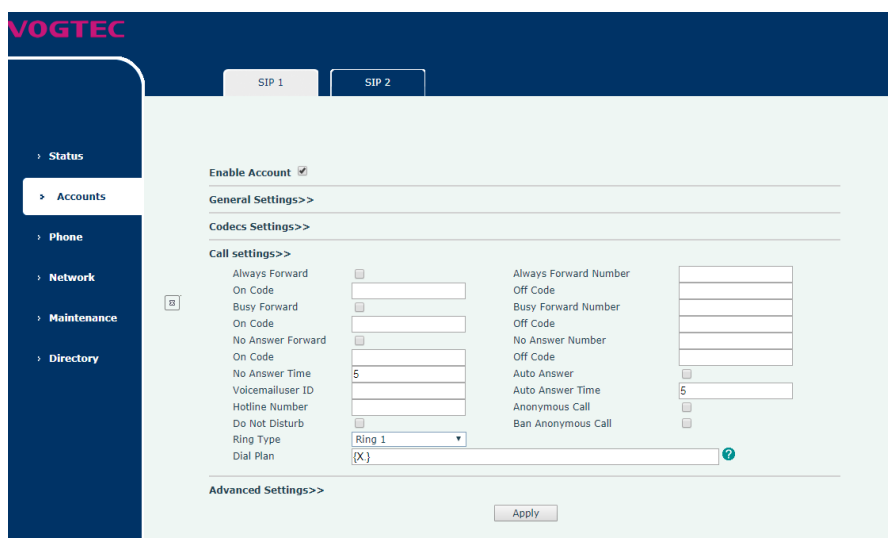 VOGTEC
SIP 1 SIP 2
› Status
› Accounts
› Phone
› Network
› Maintenance
› Directory
Enable Account
General Settings>>
Codecs Settings>>
Call settings>>
Always Forward Always Forward Number
On Code Off Code
Busy Forward Busy Forward Number
On Code Off Code
No Answer Forward No Answer Number
On Code Off Code
No Answer Time 5 Auto Answer
Voicemailuser ID Auto Answer Time 5
Hotline Number Anonymous Call
Do Not Disturb Ban Anonymous Call
Ring Type Ring 1
Dial Plan {X.} ?
Advanced Settings>>
Apply